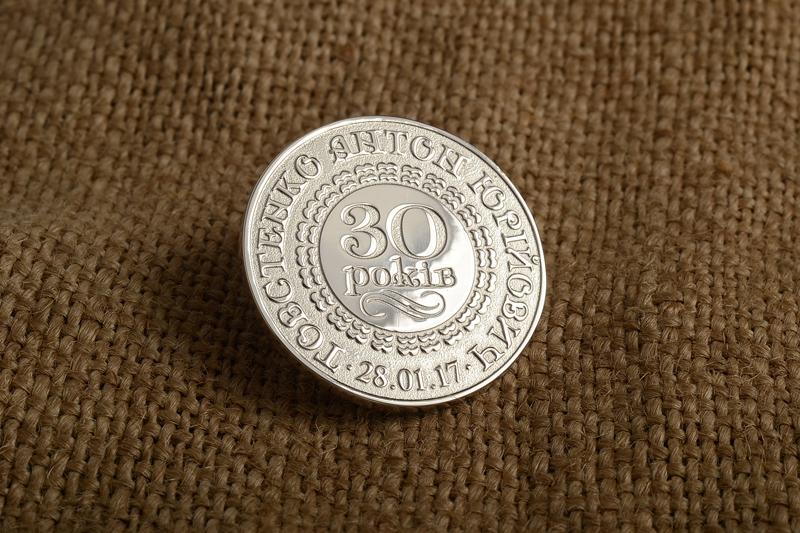 ТОВСТЕНКО АНТОН ЮРІЙОВИЧ
30
років
· 28.01.17 ·